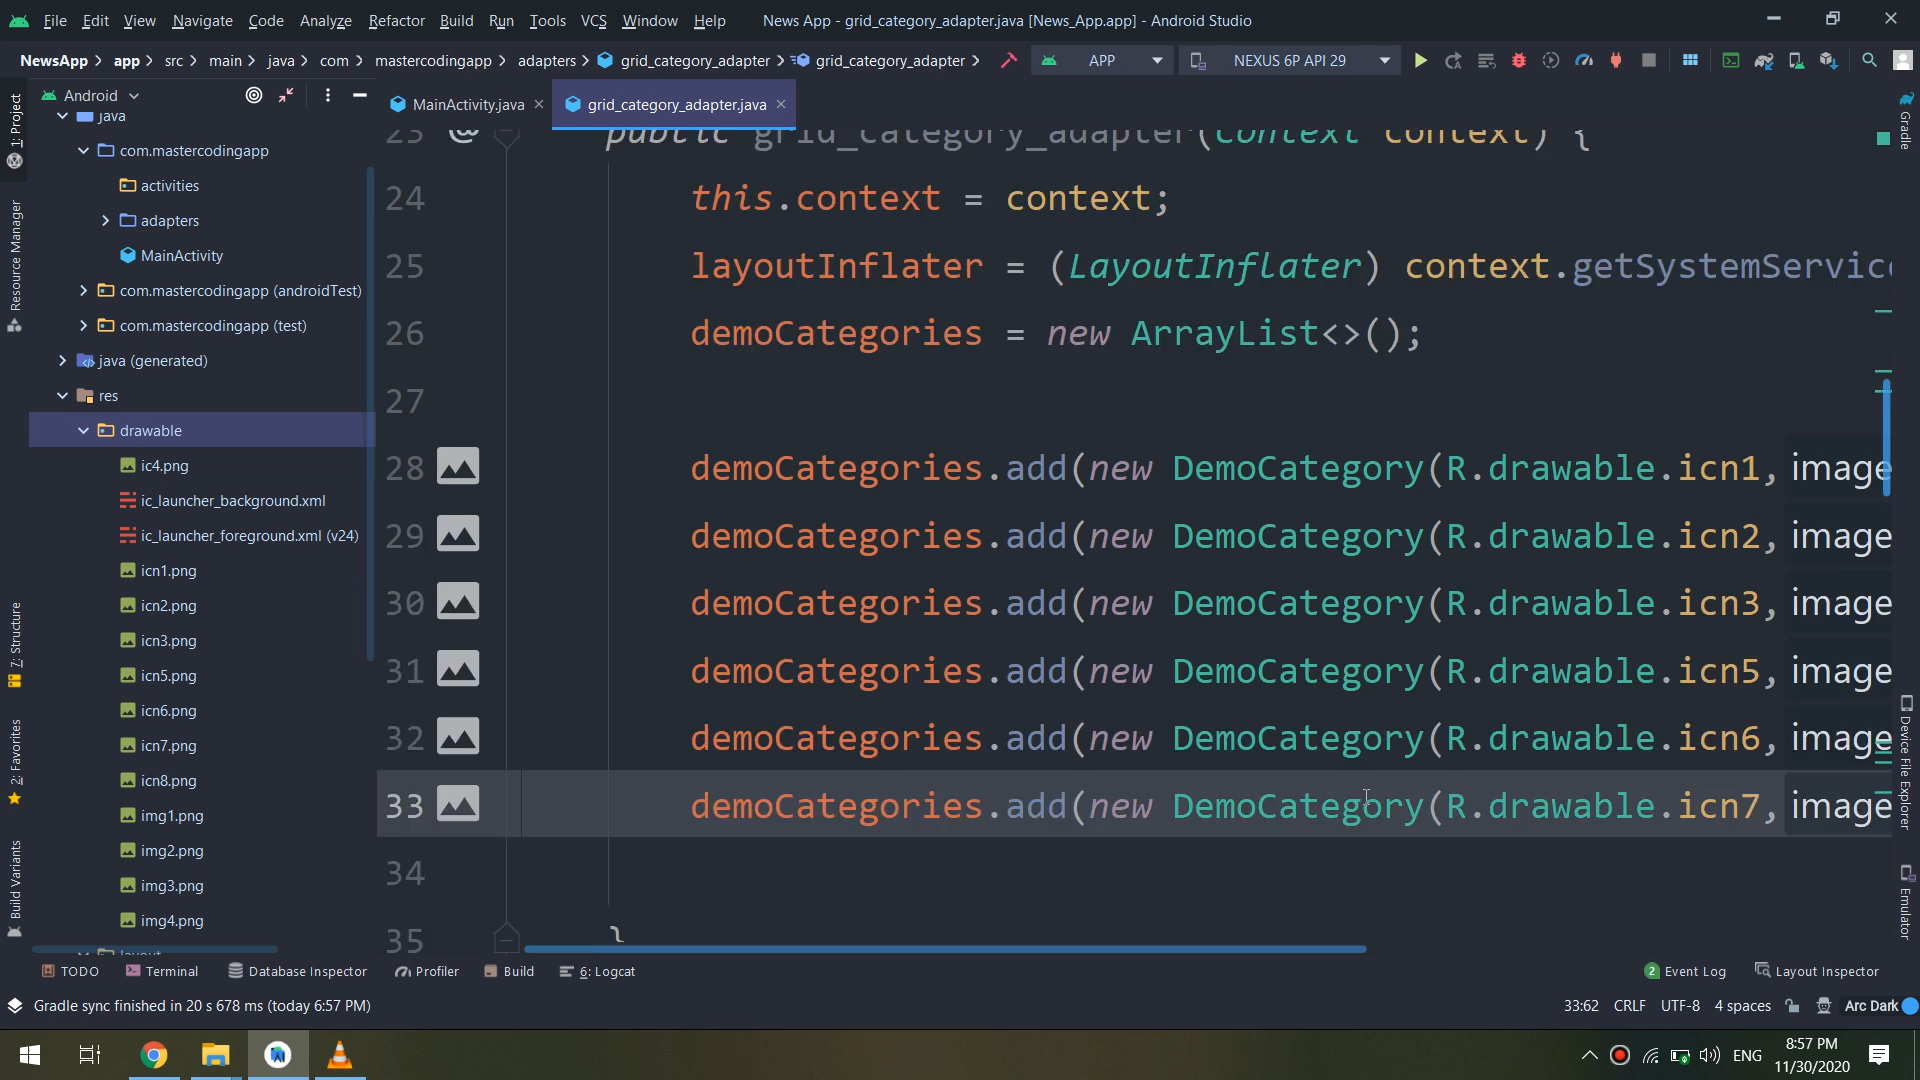 File Edit View Navigate Code Analyze Refactor Build Run Tools VCS Window Help News App - grid_category_adapter.java [News_App.app] - Android Studio
NewsApp app src main java com mastercodingapp adapters grid_category_adapter grid_category_adapter APP NEXUS 6P API 29
Android
MainActivity.java grid_category_adapter.java
1: Project
Resource Manager
7: Structure
2: Favorites
Build Variants
java
com.mastercodingapp
activities
adapters
MainActivity
com.mastercodingapp (androidTest)
com.mastercodingapp (test)
java (generated)
res
drawable
ic4.png
ic_launcher_background.xml
ic_launcher_foreground.xml (v24)
icn1.png
icn2.png
icn3.png
icn5.png
icn6.png
icn7.png
icn8.png
img1.png
img2.png
img3.png
img4.png
layout
23 @ public grid_category_adapter(Context context) {
24 this.context = context;
25 layoutInflater = (LayoutInflater) context.getSystemService
26 demoCategories = new ArrayList<>();
27
28 demoCategories.add(new DemoCategory(R.drawable.icn1, image
29 demoCategories.add(new DemoCategory(R.drawable.icn2, image
30 demoCategories.add(new DemoCategory(R.drawable.icn3, image
31 demoCategories.add(new DemoCategory(R.drawable.icn5, image
32 demoCategories.add(new DemoCategory(R.drawable.icn6, image
33 demoCategories.add(new DemoCategory(R.drawable.icn7, image
34
35 }
Gradle
Device File Explorer
Emulator
TODO Terminal Database Inspector Profiler Build 6: Logcat 2 Event Log Layout Inspector
Gradle sync finished in 20 s 678 ms (today 6:57 PM) 33:62 CRLF UTF-8 4 spaces Arc Dark
ENG 8:57 PM
11/30/2020